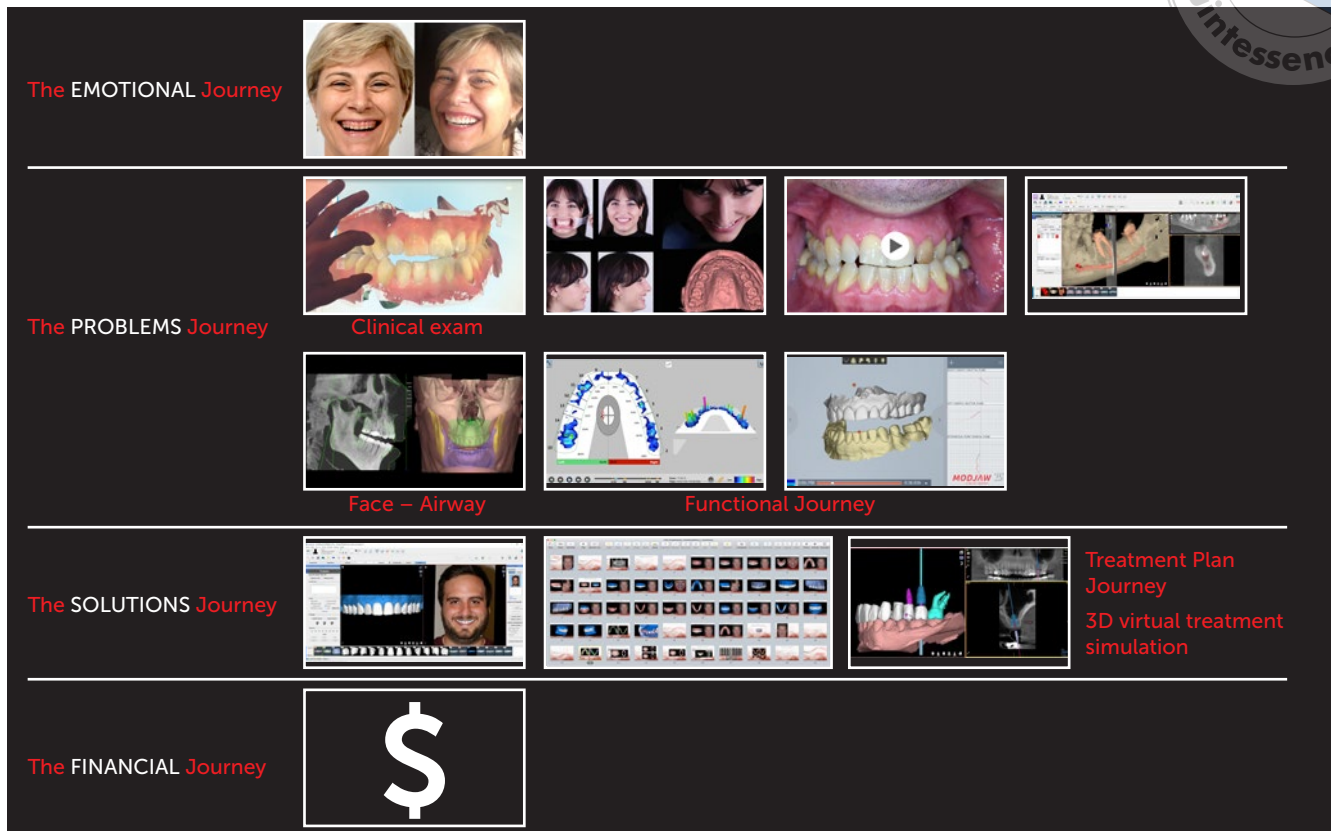 The EMOTIONAL Journey
The PROBLEMS Journey
Clinical exam
Face – Airway
Functional Journey
MODJAW
The SOLUTIONS Journey
Treatment Plan
Journey
3D virtual treatment
simulation
The FINANCIAL Journey
$